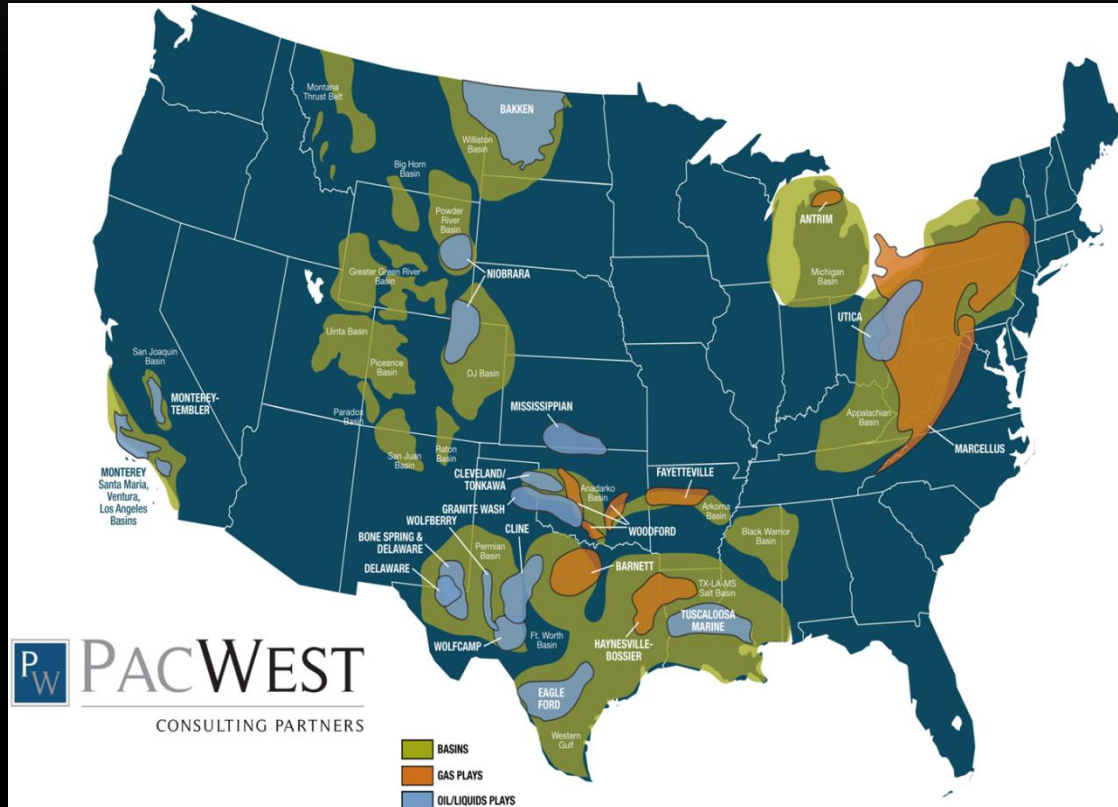 Montana
Thrust Belt
BAKKEN
Williston
Basin
Big Horn
Basin
Powder
River
Basin
ANTRIM
NIOBRARA
Greater Green River
Basin
Michigan
Basin
UTICA
Uinta Basin
San Joaquin
Basin
Piceance
Basin
DJ Basin
MONTEREY-
TEMBLER
Paradox
Basin
MISSISSIPPIAN
Appalachian
Basin
MARCELLUS
San Juan
Basin
Raton
Basin
CLEVELAND/
TONKAWA
Anadarko
Basin
FAYETTEVILLE
MONTEREY
Santa Maria,
Ventura,
Los Angeles
Basins
GRANITE WASH
Arkoma
Basin
WOLFBERRY
CLINE
WOODFORD
Black Warrior
Basin
BONE SPRING &
DELAWARE
Permian
Basin
DELAWARE
BARNETT
TX-LA-MS
Salt Basin
TUSCALOOSA
MARINE
WOLFCAMP
Ft. Worth
Basin
HAYNESVILLE-
BOSSIER
EAGLE
FORD
Western
Gulf
PW
PACWEST
CONSULTING PARTNERS
BASINS
GAS PLAYS
OIL/LIQUIDS PLAYS